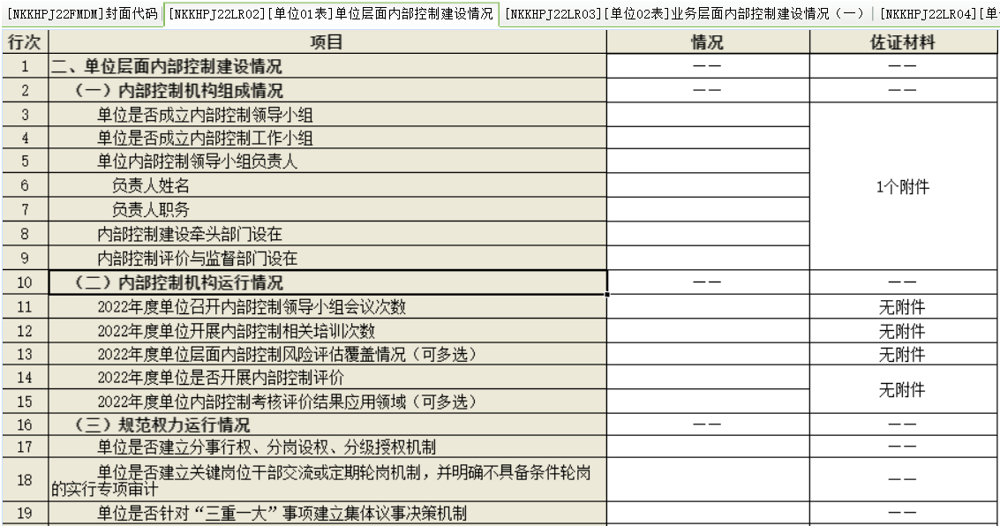 [NKKHPJ22FMDM]封面代码 [NKKHPJ22LR02][单位01表]单位层面内部控制建设情况 [NKKHPJ22LR03][单位02表]业务层面内部控制建设情况（一） [NKKHPJ22LR04][单
行次 项目 情况 佐证材料
1 二、单位层面内部控制建设情况 —— ——
2 （一）内部控制机构组成情况 —— ——
3 单位是否成立内部控制领导小组
4 单位是否成立内部控制工作小组
5 单位内部控制领导小组负责人
6 负责人姓名 1个附件
7 负责人职务
8 内部控制建设牵头部门设在
9 内部控制评价与监督部门设在
10 （二）内部控制机构运行情况 —— ——
11 2022年度单位召开内部控制领导小组会议次数 无附件
12 2022年度单位开展内部控制相关培训次数 无附件
13 2022年度单位层面内部控制风险评估覆盖情况（可多选） 无附件
14 2022年度单位是否开展内部控制评价 无附件
15 2022年度单位内部控制考核评价结果应用领域（可多选）
16 （三）规范权力运行情况 —— ——
17 单位是否建立分事行权、分岗设权、分级授权机制 ——
18 单位是否建立关键岗位干部交流或定期轮岗机制，并明确不具备条件轮岗 ——
的实行专项审计
19 单位是否针对“三重一大”事项建立集体议事决策机制 ——